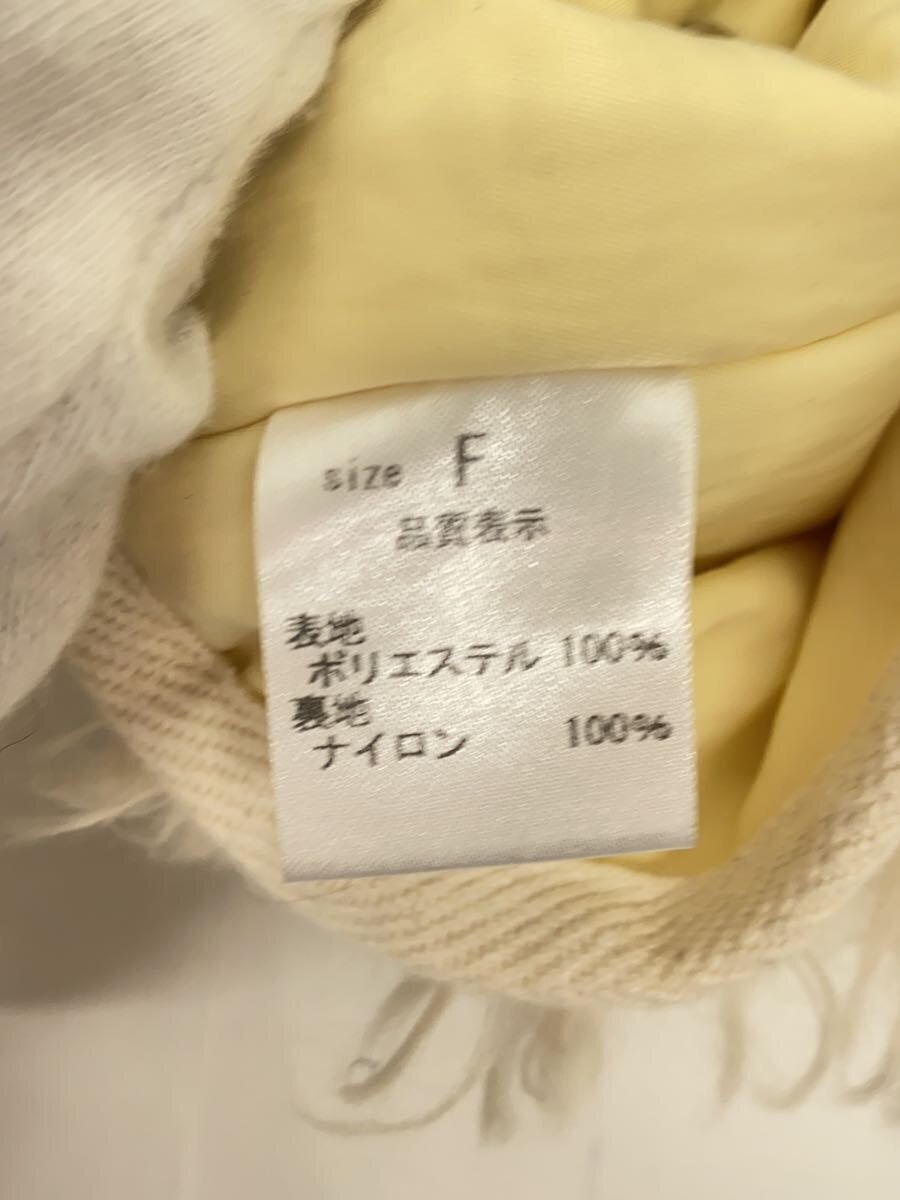 size F
品質表示
表地
ポリエステル 100%
裏地
ナイロン 100%